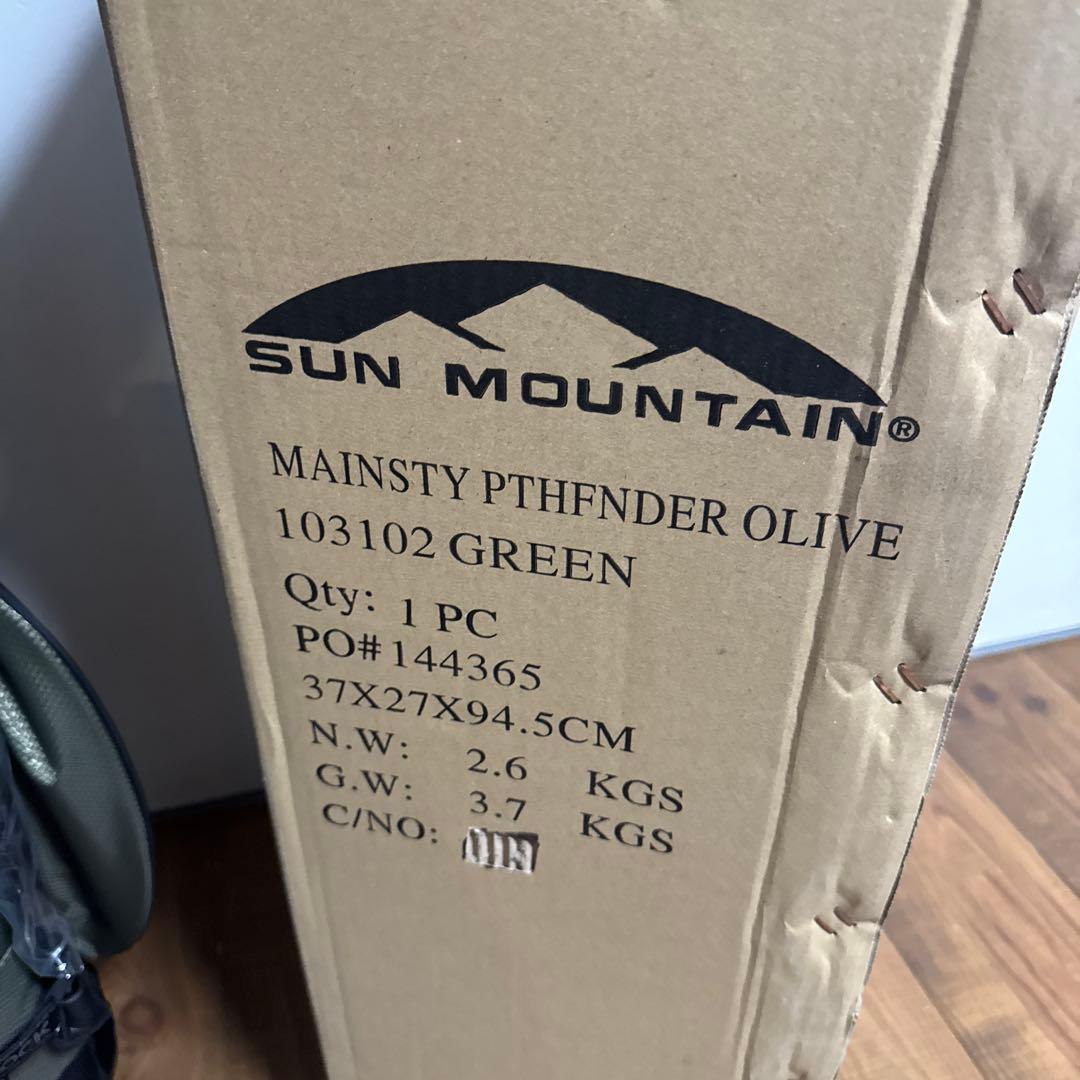 SUN MOUNTAIN®
MAINSTY PTHFNDER OLIVE
103102 GREEN
Qty: 1 PC
PO#144365
37X27X94.5CM
N.W: 2.6 KGS
G.W: 3.7 KGS
C/NO: